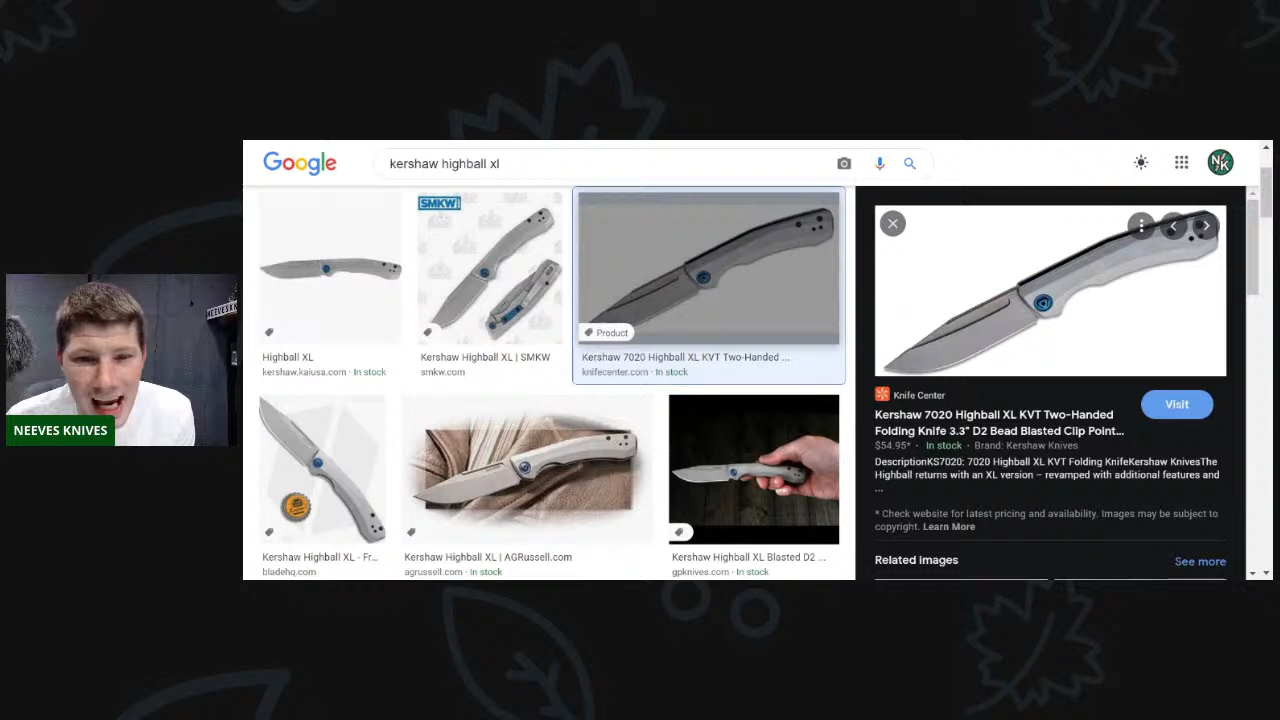 Google
kershaw highball xl
NK
SMKW
Product
Highball XL
kershaw.kaiusa.com · In stock
Kershaw Highball XL | SMKW
smkw.com
Kershaw 7020 Highball XL KVT Two-Handed ...
knifecenter.com · In stock
Kershaw Highball XL - Fr...
bladehq.com
Kershaw Highball XL | AGRussell.com
agrussell.com · In stock
Kershaw Highball XL Blasted D2 ...
gpknives.com · In stock
Knife Center
Visit
Kershaw 7020 Highball XL KVT Two-Handed
Folding Knife 3.3" D2 Bead Blasted Clip Point...
$54.95* · In stock · Brand: Kershaw Knives
DescriptionKS7020: 7020 Highball XL KVT Folding KnifeKershaw KnivesThe
Highball returns with an XL version – revamped with additional features and
...
* Check website for latest pricing and availability. Images may be subject to
copyright. Learn More
Related images
See more
NEEVES KNIVES